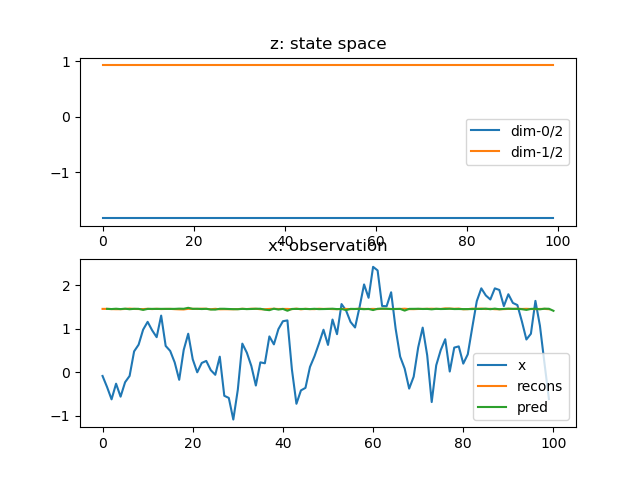 z: state space
1
0
−1
dim-0/2
dim-1/2
0 20 40 60 80 100
x: observation
2
1
0
−1
x
recons
pred
0 20 40 60 80 100